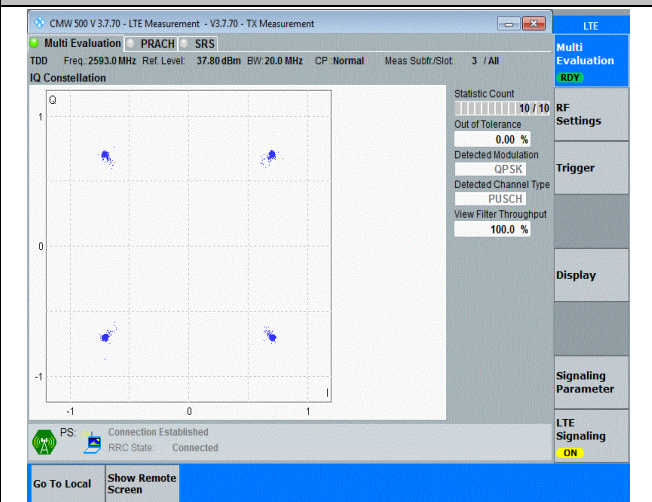 CMW 500 V 3.7.70 - LTE Measurement - V3.7.70 - TX Measurement
LTE
Multi Evaluation PRACH SRS
TDD Freq.:2593.0 MHz Ref. Level: 37.80 dBm BW:20.0 MHz CP :Normal Meas Subfr./Slot: 3 / All
IQ Constellation
Q
1
0
-1
I
-1 0 1
Statistic Count
10 / 10
Out of Tolerance
0.00 %
Detected Modulation
QPSK
Detected Channel Type
PUSCH
View Filter Throughput
100.0 %
Multi
Evaluation
RDY
RF
Settings
Trigger
Display
Signaling
Parameter
LTE
Signaling
ON
PS: Connection Established
RRC State: Connected
Go To Local
Show Remote
Screen